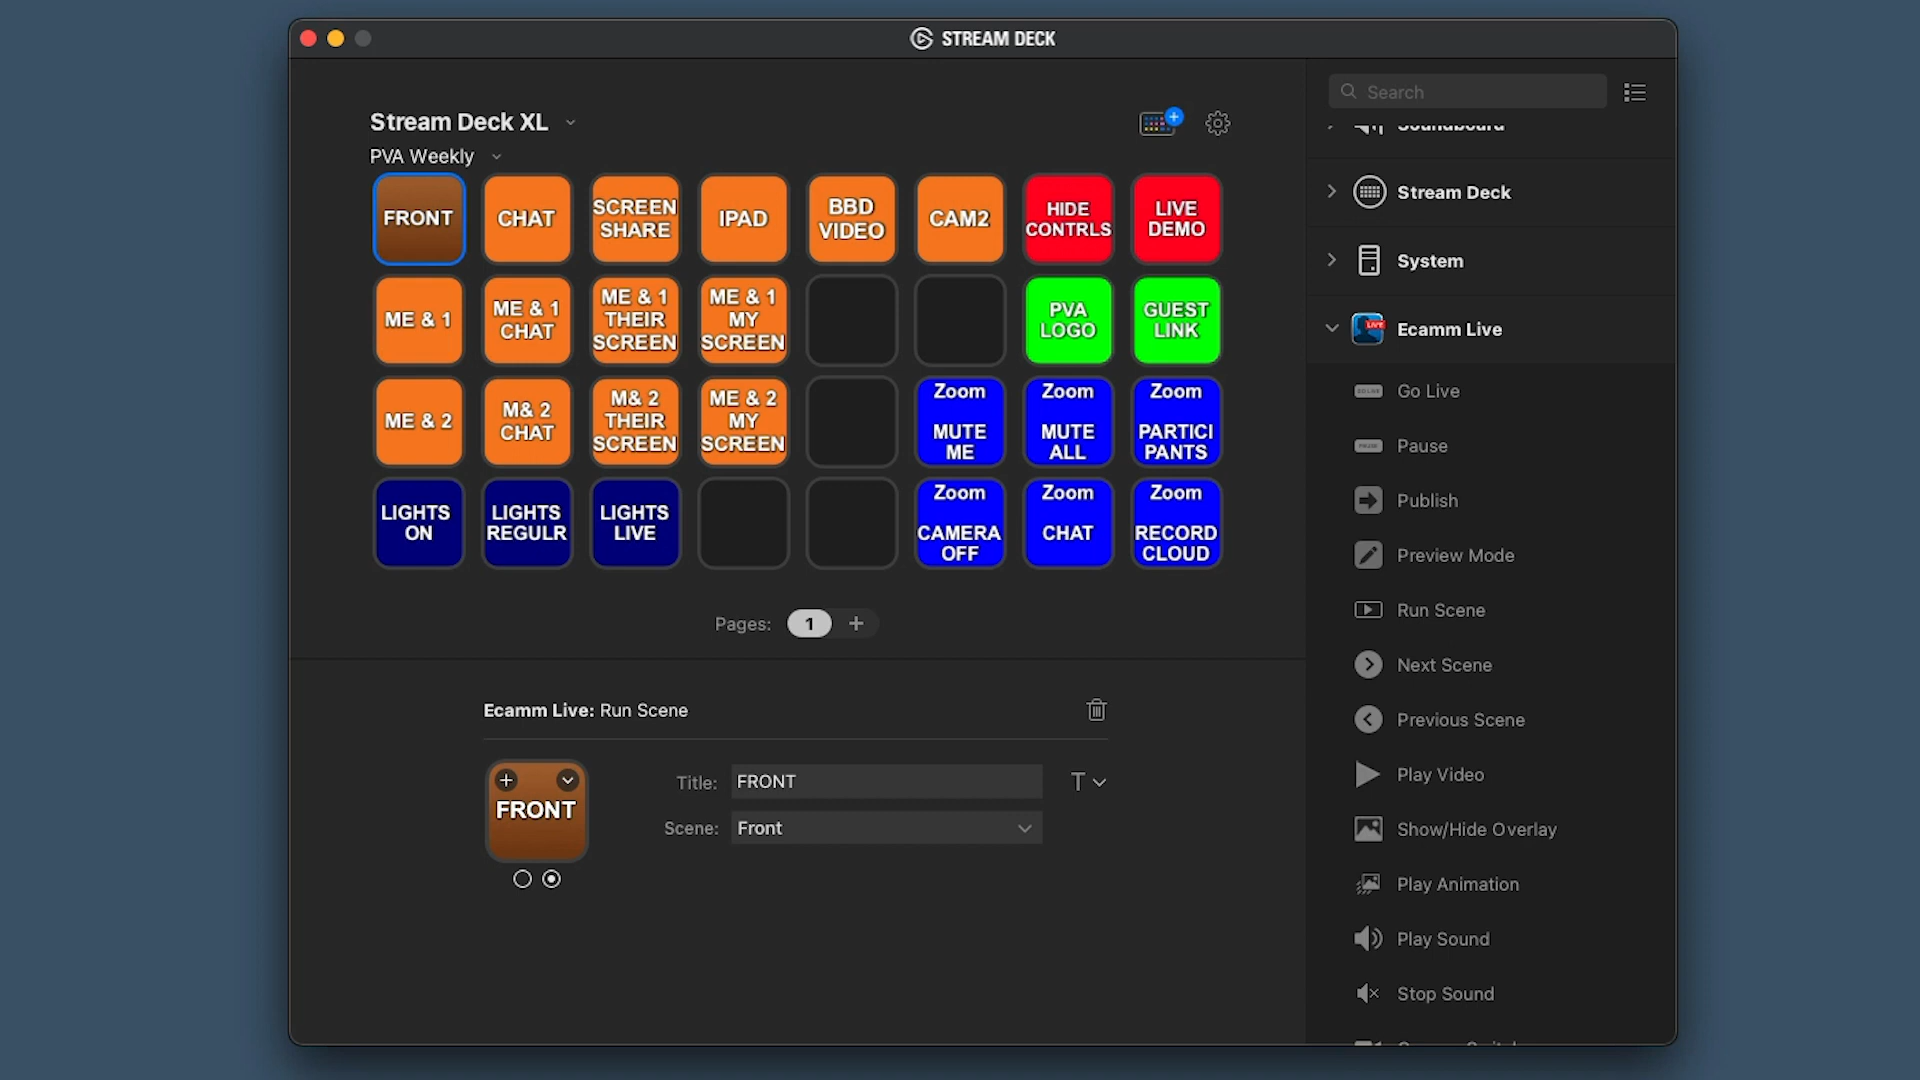 STREAM DECK
Stream Deck XL
PVA Weekly
FRONT
CHAT
SCREEN
SHARE
IPAD
BBD
VIDEO
CAM2
HIDE
CONTRLS
LIVE
DEMO
ME & 1
ME & 1
CHAT
ME & 1
THEIR
SCREEN
ME & 1
MY
SCREEN
PVA
LOGO
GUEST
LINK
ME & 2
M& 2
CHAT
M& 2
THEIR
SCREEN
ME & 2
MY
SCREEN
Zoom
MUTE
ME
Zoom
MUTE
ALL
Zoom
PARTICI
PANTS
LIGHTS
ON
LIGHTS
REGULR
LIGHTS
LIVE
Zoom
CAMERA
OFF
Zoom
CHAT
Zoom
RECORD
CLOUD
Pages: 1 +
Ecamm Live: Run Scene
FRONT
Title: FRONT
T
Scene: Front
Search
Soundboard
Stream Deck
System
LIVE
Ecamm Live
GO LIVE
Go Live
PAUSE
Pause
Publish
Preview Mode
Run Scene
Next Scene
Previous Scene
Play Video
Show/Hide Overlay
Play Animation
Play Sound
Stop Sound